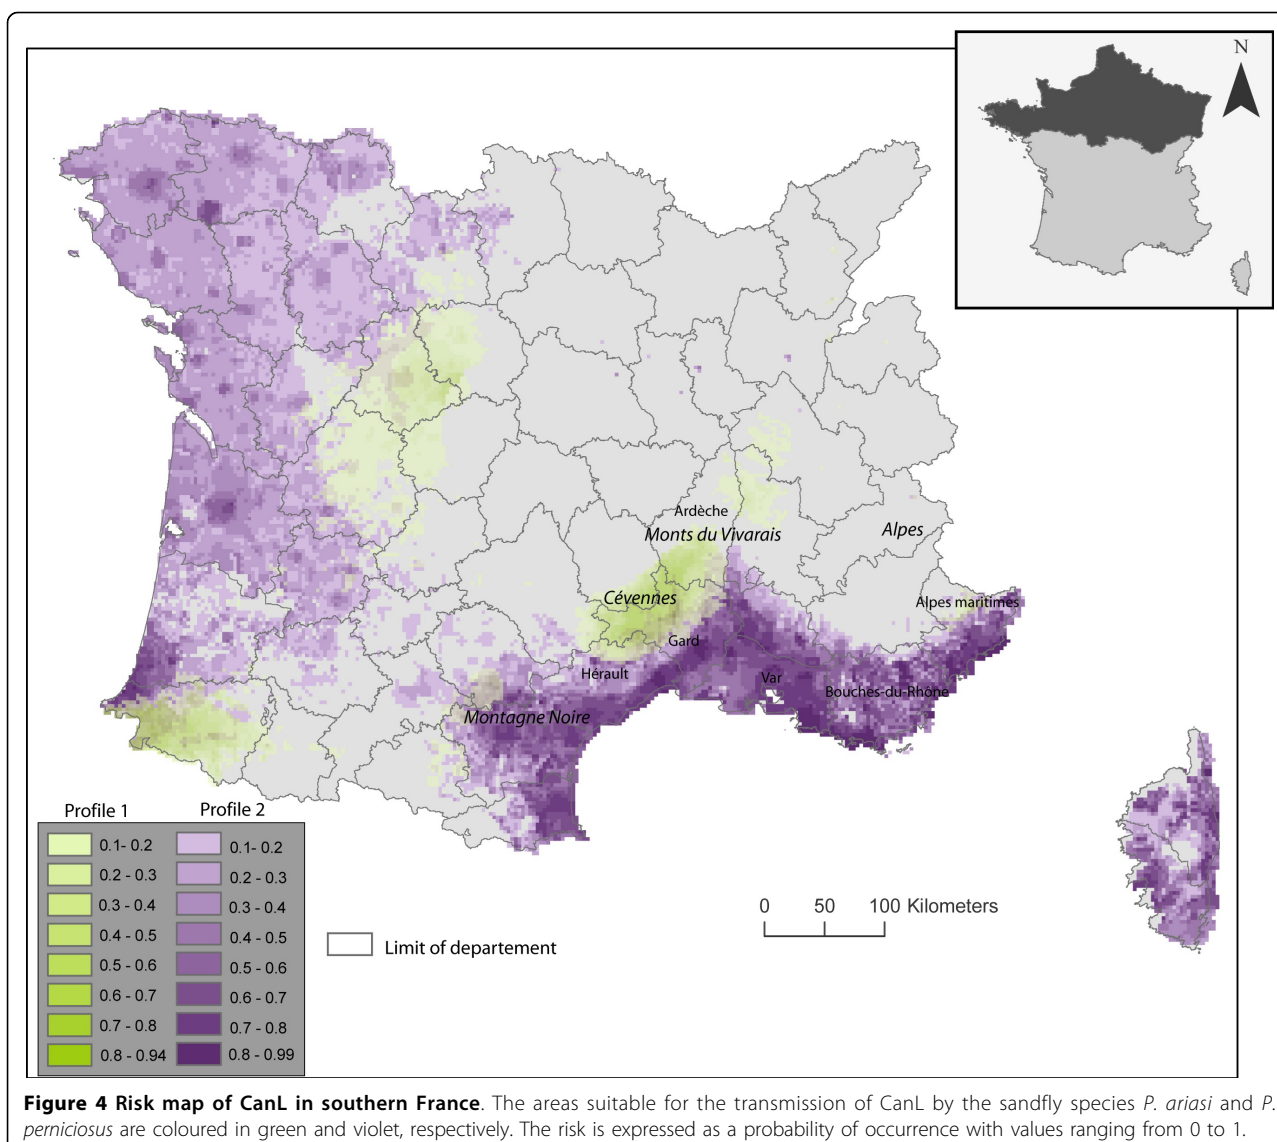 N
Ardèche
Monts du Vivarais
Alpes
Cévennes
Alpes maritimes
Gard
Hérault
Var
Bouches-du-Rhône
Montagne Noire
Profile 1 Profile 2
0.1- 0.2 0.1- 0.2
0.2 - 0.3 0.2 - 0.3
0.3 - 0.4 0.3 - 0.4
0.4 - 0.5 0.4 - 0.5
0.5 - 0.6 0.5 - 0.6
0.6 - 0.7 0.6 - 0.7
0.7 - 0.8 0.7 - 0.8
0.8 - 0.94 0.8 - 0.99
Limit of departement
0 50 100 Kilometers
Figure 4 Risk map of CanL in southern France. The areas suitable for the transmission of CanL by the sandfly species P. ariasi and P.
perniciosus are coloured in green and violet, respectively. The risk is expressed as a probability of occurrence with values ranging from 0 to 1.